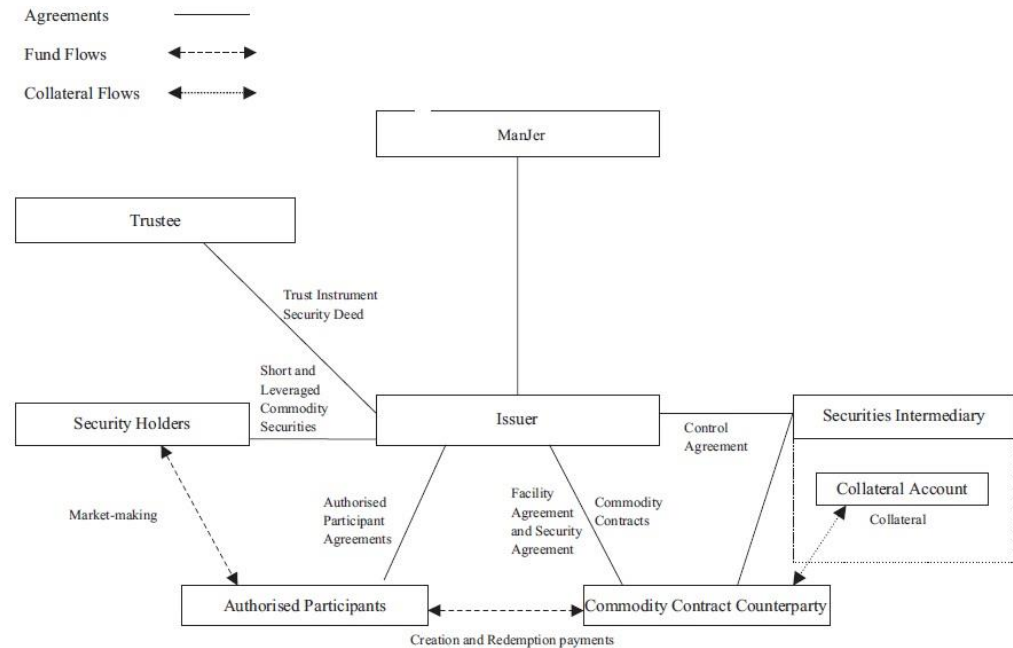 Agreements
Fund Flows
Collateral Flows
ManJer
Trustee
Trust Instrument
Security Deed
Short and
Leveraged
Commodity
Securities
Security Holders
Issuer
Securities Intermediary
Control
Agreement
Collateral Account
Collateral
Market-making
Authorised
Participant
Agreements
Facility
Agreement
and Security
Agreement
Commodity
Contracts
Authorised Participants
Commodity Contract Counterparty
Creation and Redemption payments